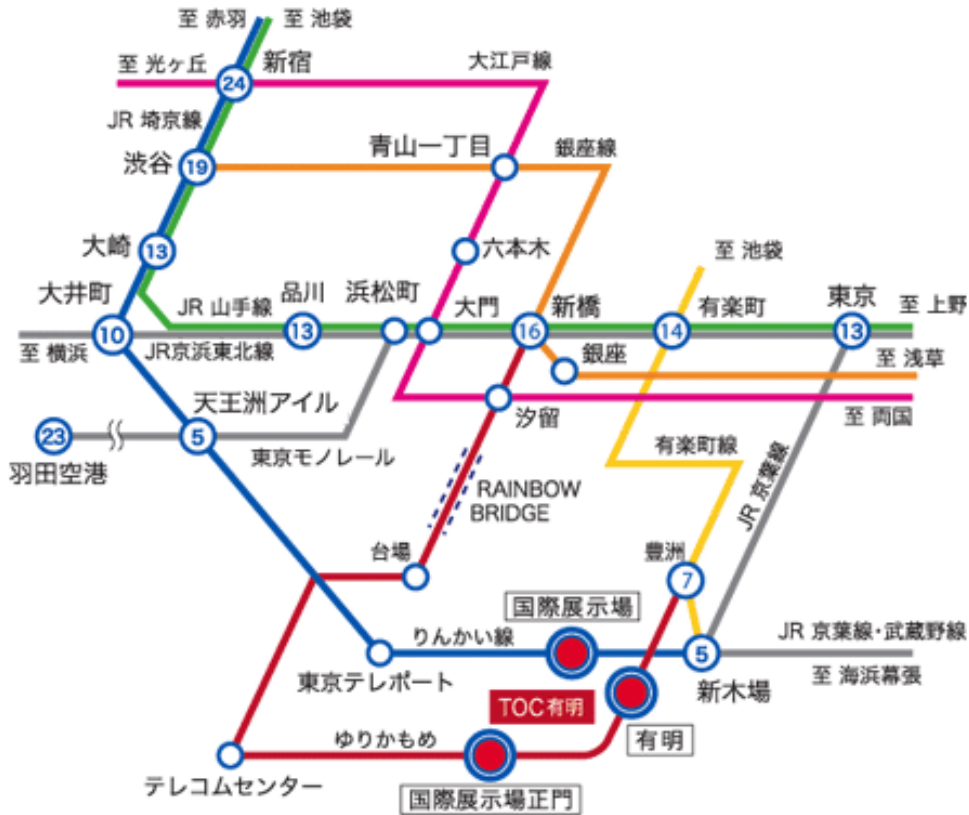 至 赤羽
至 池袋
至 光ヶ丘
新宿
大江戸線
24
JR 埼京線
青山一丁目
銀座線
渋谷
19
六本木
至 池袋
大崎
13
大井町
JR 山手線
品川
浜松町
大門
新橋
有楽町
東京
至 上野
10
13
16
14
13
至 横浜
JR京浜東北線
銀座
至 浅草
天王洲アイル
汐留
至 両国
23
5
東京モノレール
有楽町線
羽田空港
JR 京葉線
RAINBOW
BRIDGE
台場
豊洲
7
国際展示場
りんかい線
5
JR 京葉線・武蔵野線
至 海浜幕張
東京テレポート
新木場
TOC有明
有明
ゆりかもめ
テレコムセンター
国際展示場正門